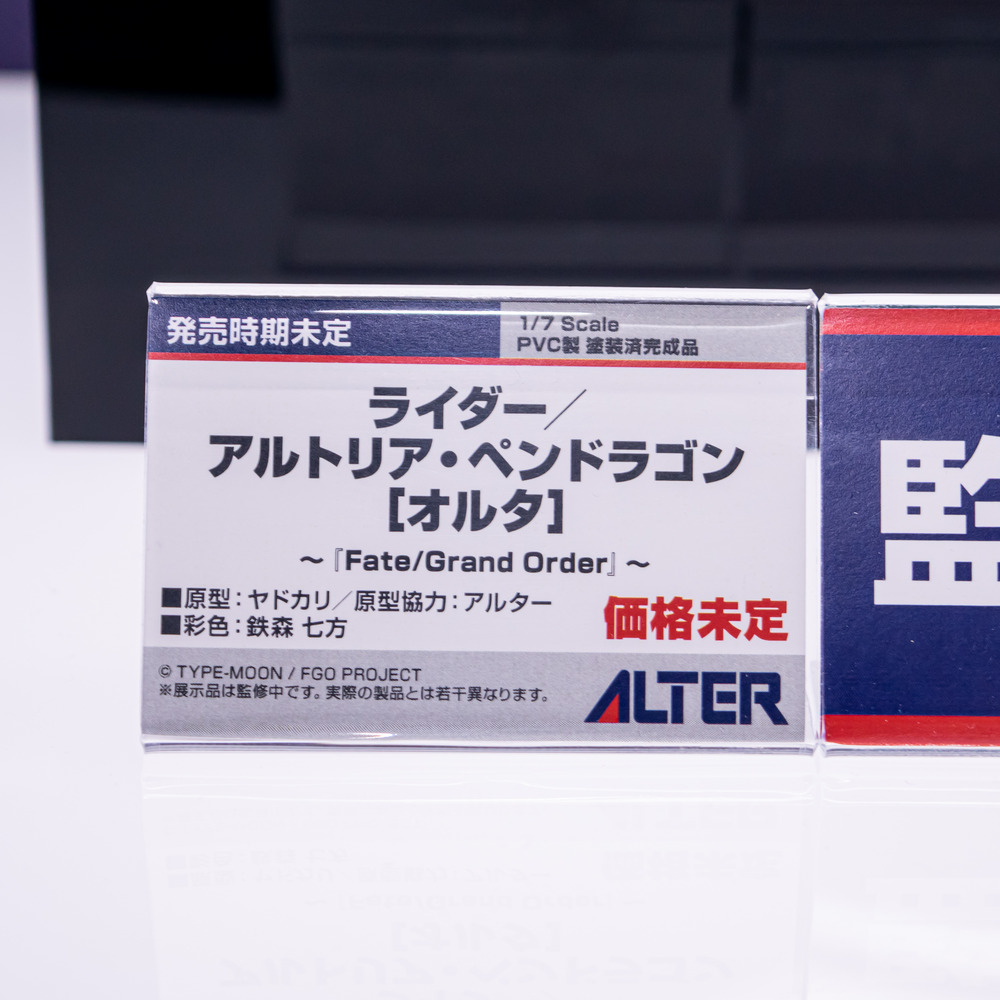 発売時期未定
1/7 Scale
PVC製 塗装済完成品
ライダー／
アルトリア・ペンドラゴン
[オルタ]
～『Fate/Grand Order』～
■原型：ヤドカリ／原型協力：アルター
■彩色：鉄森 七方
価格未定
© TYPE-MOON / FGO PROJECT
※展示品は監修中です。実際の製品とは若干異なります。
ALTER
監